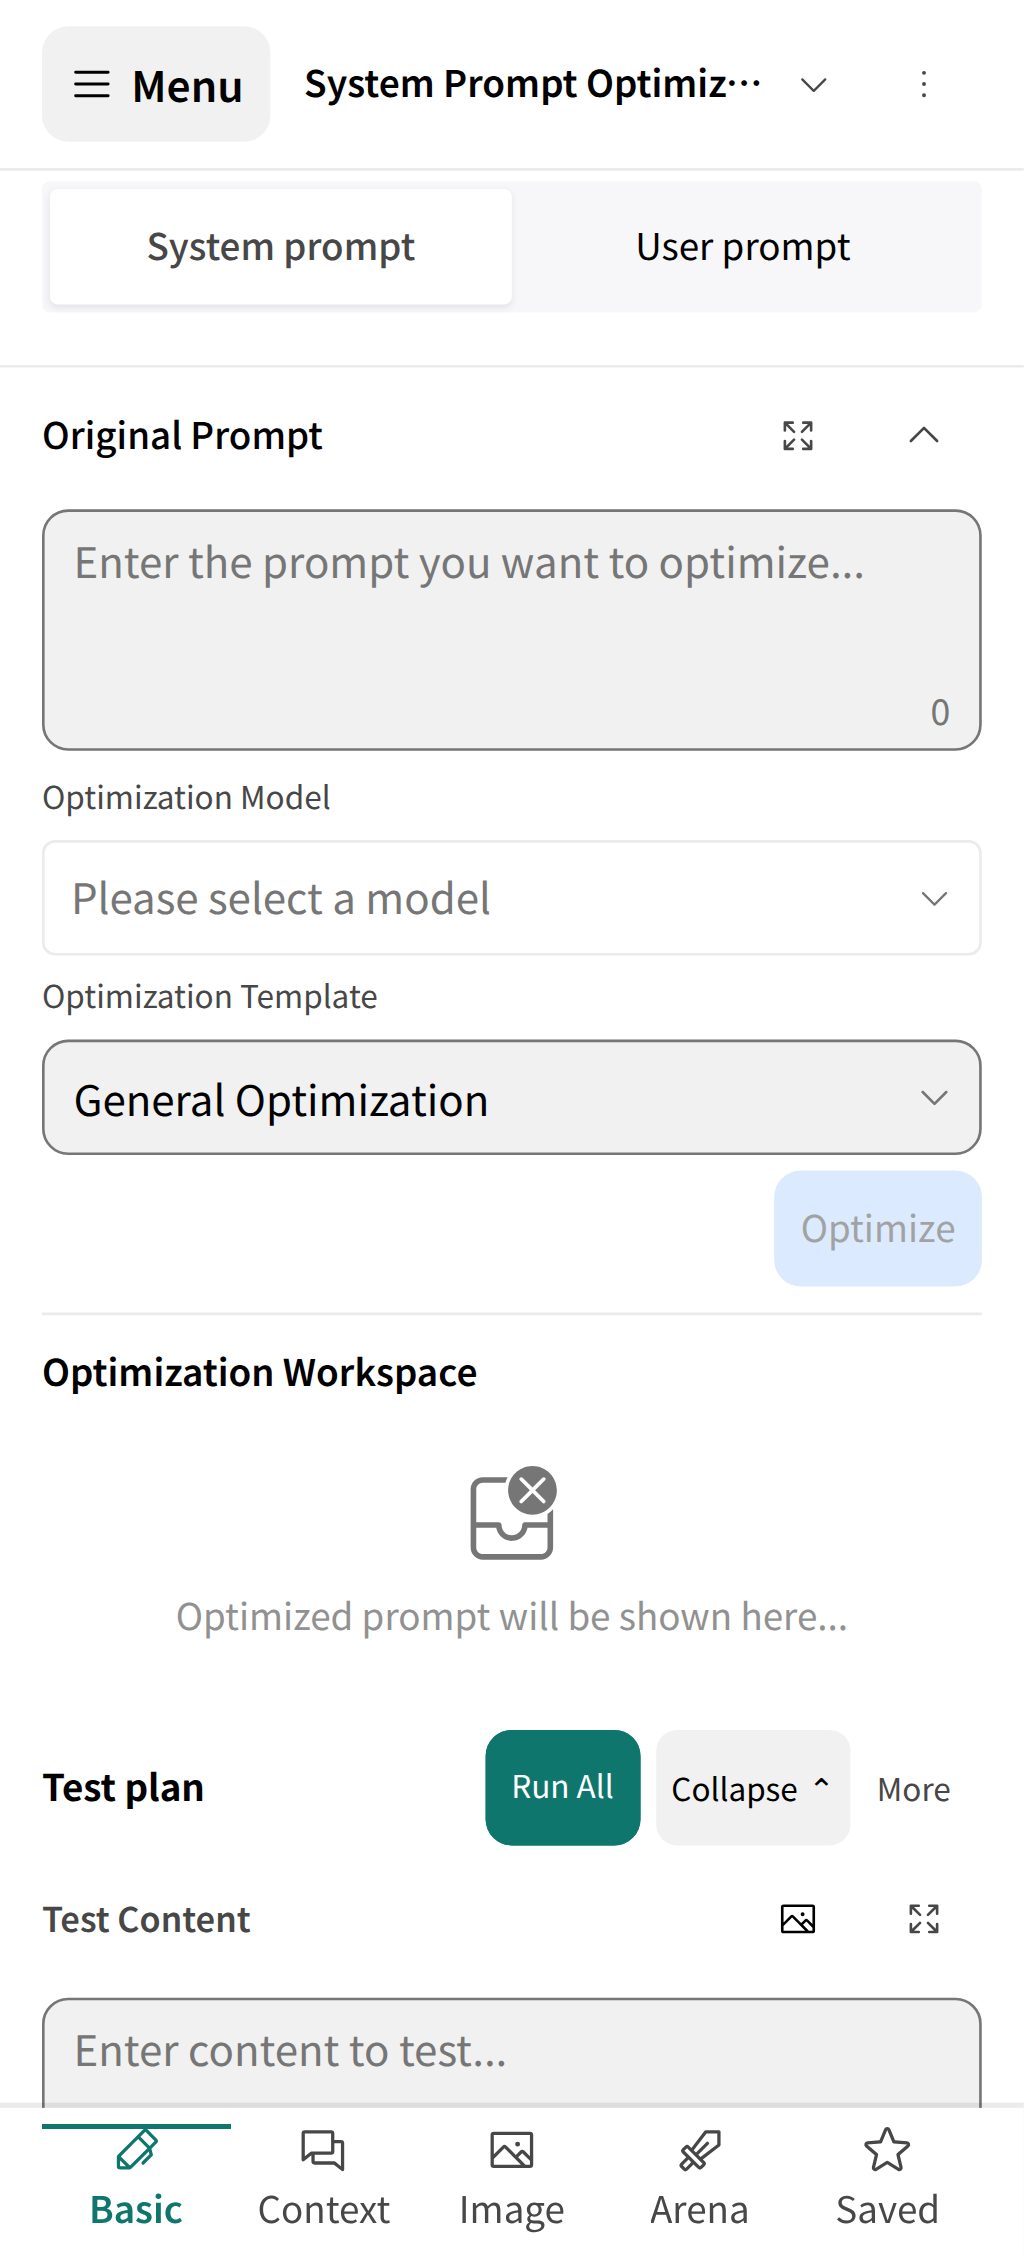 Menu
System Prompt Optimiz···
System prompt
User prompt
Original Prompt
Enter the prompt you want to optimize...
0
Optimization Model
Please select a model
Optimization Template
General Optimization
Optimize
Optimization Workspace
Optimized prompt will be shown here...
Test plan
Run All
Collapse
More
Test Content
Enter content to test...
Basic
Context
Image
Arena
Saved